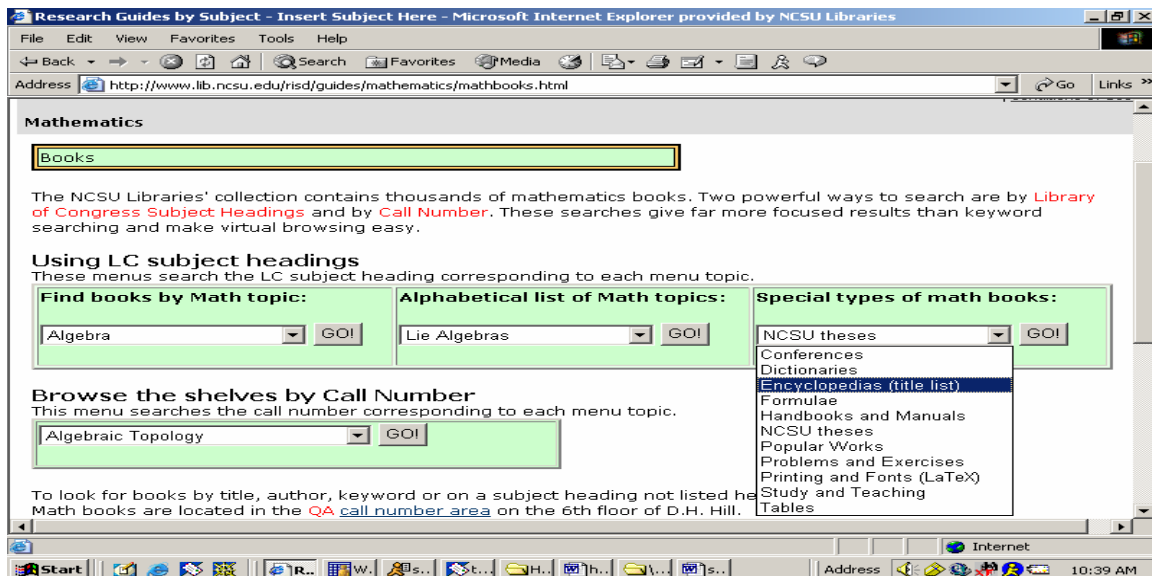 Research Guides by Subject - Insert Subject Here - Microsoft Internet Explorer provided by NCSU Libraries
File Edit View Favorites Tools Help
Back Search Favorites Media
Address http://www.lib.ncsu.edu/risd/guides/mathematics/mathbooks.html Go Links »
Mathematics
Books
The NCSU Libraries' collection contains thousands of mathematics books. Two powerful ways to search are by Library
of Congress Subject Headings and by Call Number. These searches give far more focused results than keyword
searching and make virtual browsing easy.
Using LC subject headings
These menus search the LC subject heading corresponding to each menu topic.
Find books by Math topic: Alphabetical list of Math topics: Special types of math books:
Algebra GO! Lie Algebras GO! NCSU theses GO!
Conferences
Dictionaries
Encyclopedias (title list)
Formulae
Handbooks and Manuals
NCSU theses
Popular Works
Problems and Exercises
Printing and Fonts (LaTeX)
Study and Teaching
Tables
Browse the shelves by Call Number
This menu searches the call number corresponding to each menu topic.
Algebraic Topology GO!
To look for books by title, author, keyword or on a subject heading not listed he
Math books are located in the QA call number area on the 6th floor of D.H. Hill.
Internet
Start R.. W.. s.. t... H.. h.. \... s.. Address 10:39 AM